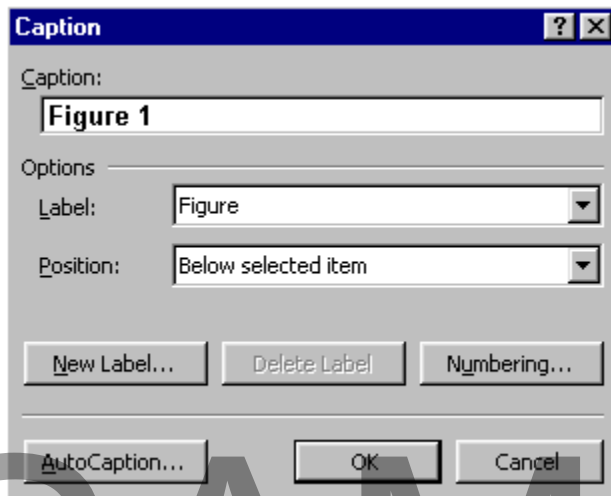 Caption
Caption:
Figure 1
Options
Label: Figure
Position: Below selected item
New Label... Delete Label Numbering...
AutoCaption... OK Cancel